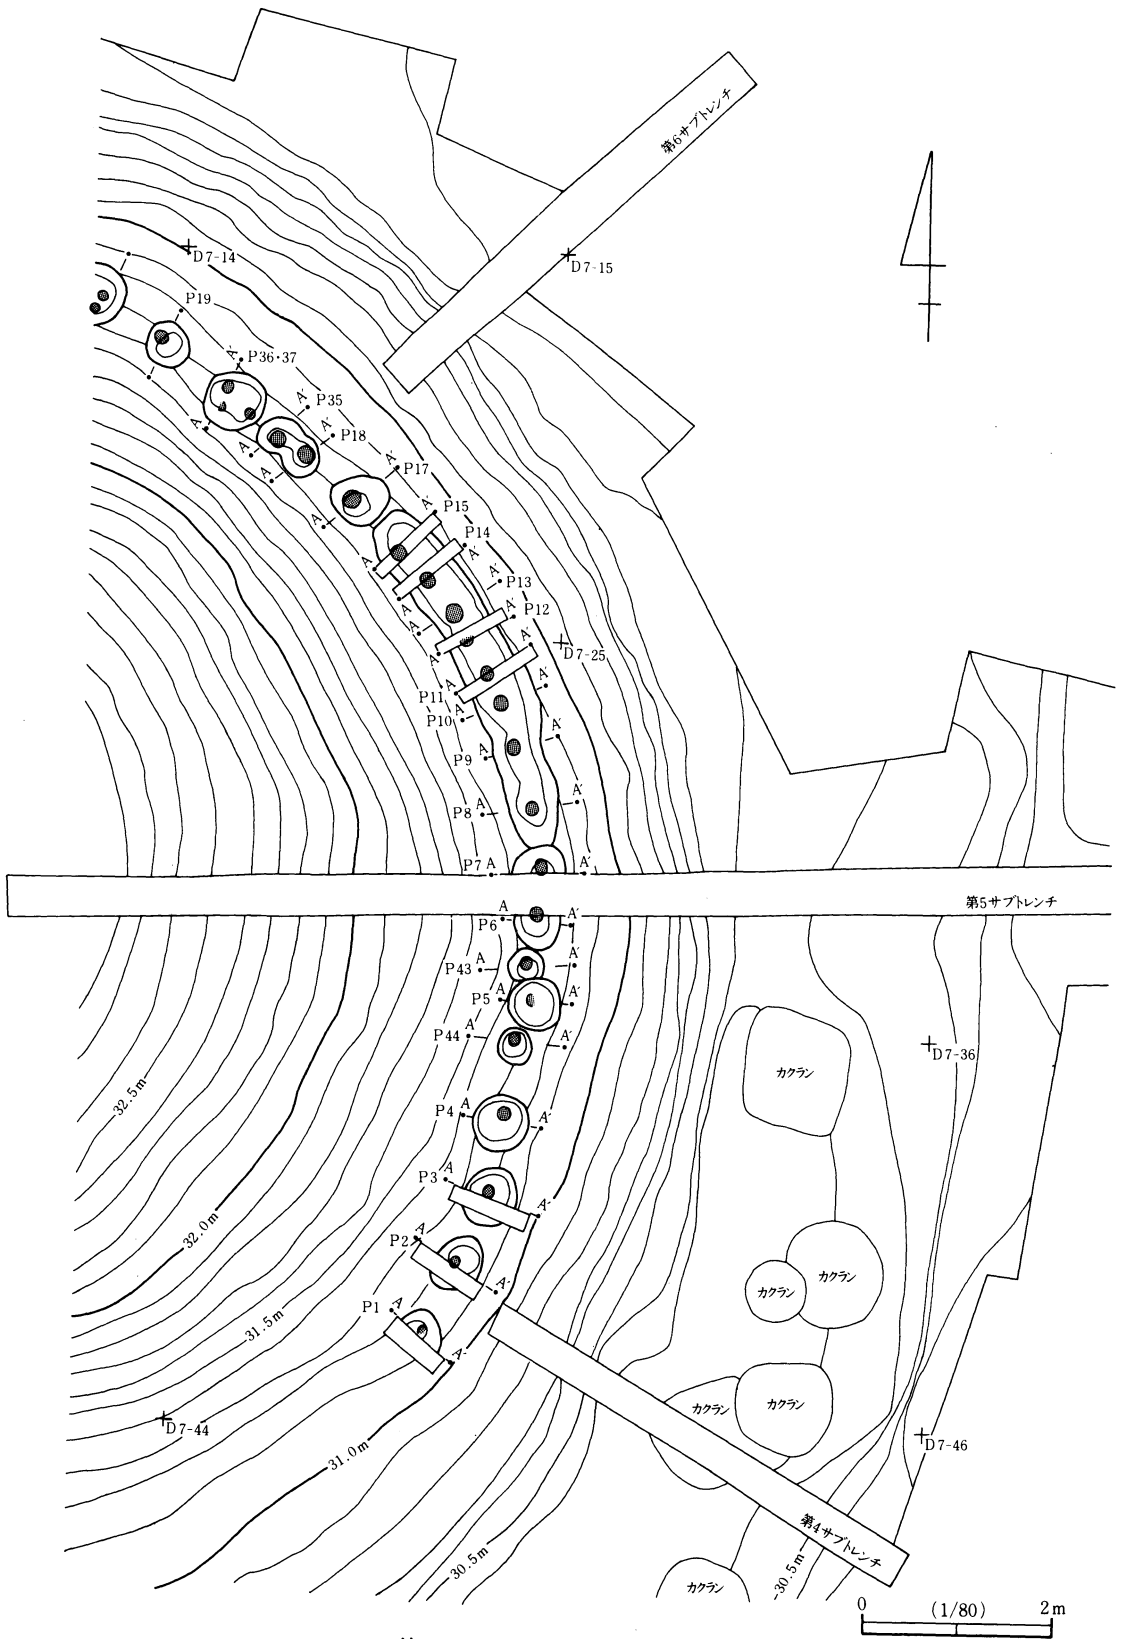 第6サブトレンチ
D7-14
D7-15
P19
A′
P36・37
A′
P35
A′
P18
A
A
A
A′
P17
A′
P15
A
P14
A′
A
A′
P13
A
A′
P12
A
A′
D7-25
A
P11
A′
A
P10
A′
A
P9
A′
A
P8
P7
A
A′
第5サブトレンチ
A
P6
A′
A
P43
A′
P5
A
A′
A
P44
A′
D7-36
カクラン
32.5m
P4
A
A′
P3
A
A′
32.0m
P2
A
A′
カクラン
カクラン
P1
A
A′
31.5m
カクラン
カクラン
D7-44
D7-46
31.0m
第4サブトレンチ
30.5m
30.5m
カクラン
0
(1/80)
2m